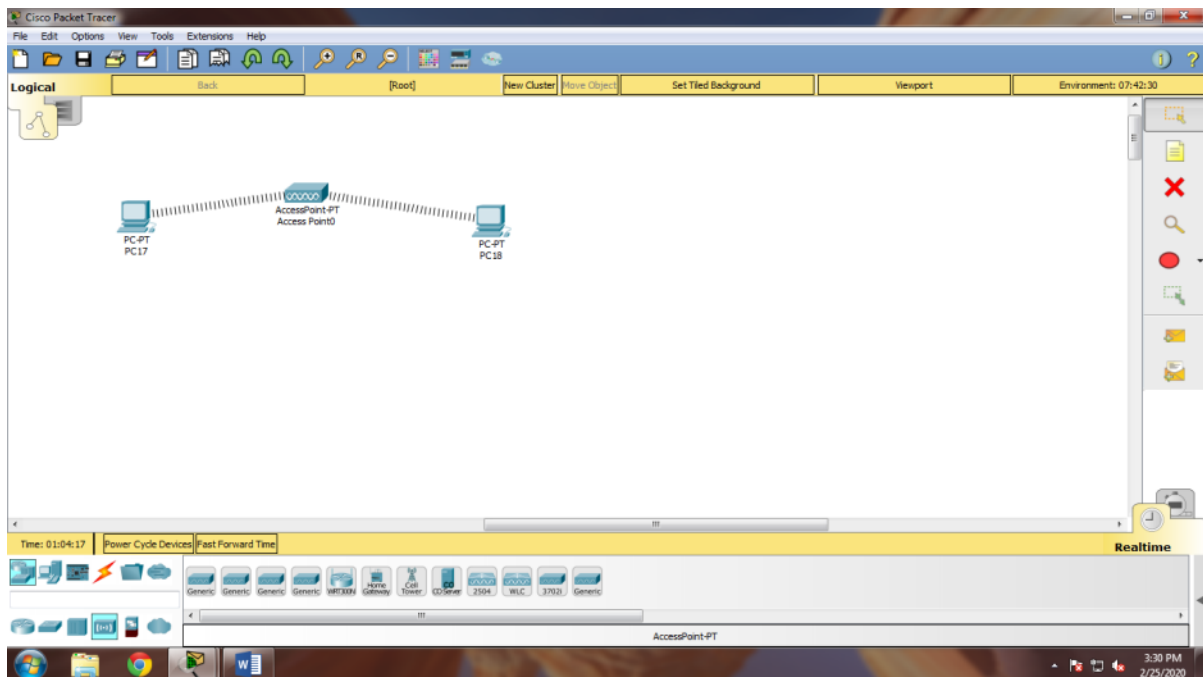 Cisco Packet Tracer
File Edit Options View Tools Extensions Help
Logical
Back
[Root]
New Cluster
Move Object
Set Tiled Background
Viewport
Environment: 07:42:30
AccessPoint-PT
Access Point0
PC-PT
PC17
PC-PT
PC18
Time: 01:04:17
Power Cycle Devices
Fast Forward Time
Realtime
Generic
Generic
Generic
Generic
WRT300N
Home Gateway
Cell Tower
CO Server
2504
WLC
3702i
Generic
AccessPoint-PT
3:30 PM
2/25/2020